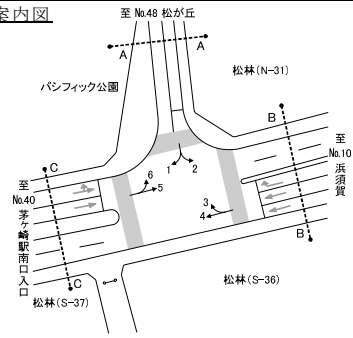 案内図
至 No.48 松が丘
A
A
松林(N-31)
パシフィック公園
B
C
至
No.10
浜須賀
至
No.40
茅ヶ崎駅南口入口
1
2
6
5
3
4
B
C
松林(S-36)
松林(S-37)